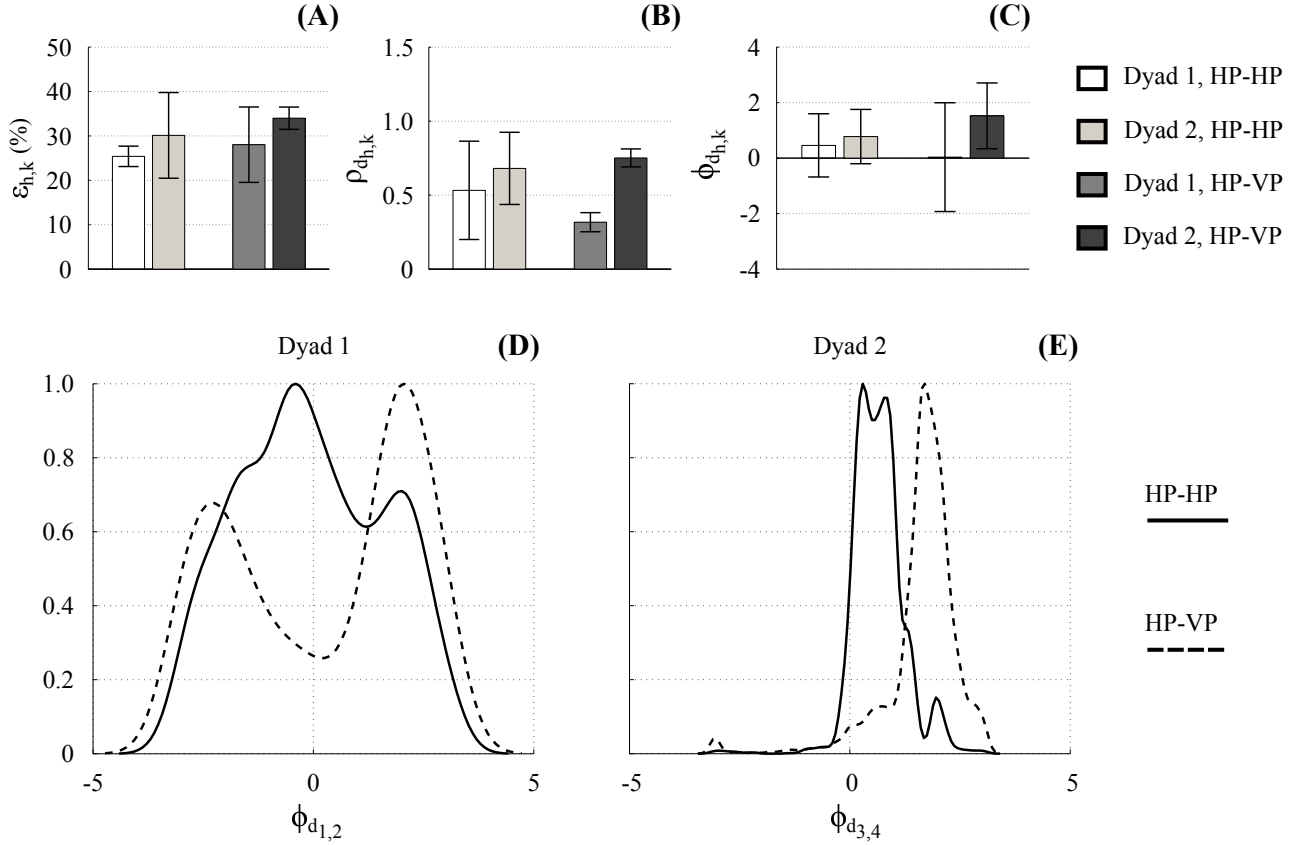 (A)
(B)
(C)
50
40
30
20
10
0
ε_h,k (%)
1.5
1.0
0.5
0
ρ_d_h,k
4
2
0
-2
-4
ϕ_d_h,k
Dyad 1, HP-HP
Dyad 2, HP-HP
Dyad 1, HP-VP
Dyad 2, HP-VP
Dyad 1
(D)
1.0
0.8
0.6
0.4
0.2
0
-5
0
5
ϕ_d_1,2
Dyad 2
(E)
-5
0
5
ϕ_d_3,4
HP-HP
HP-VP